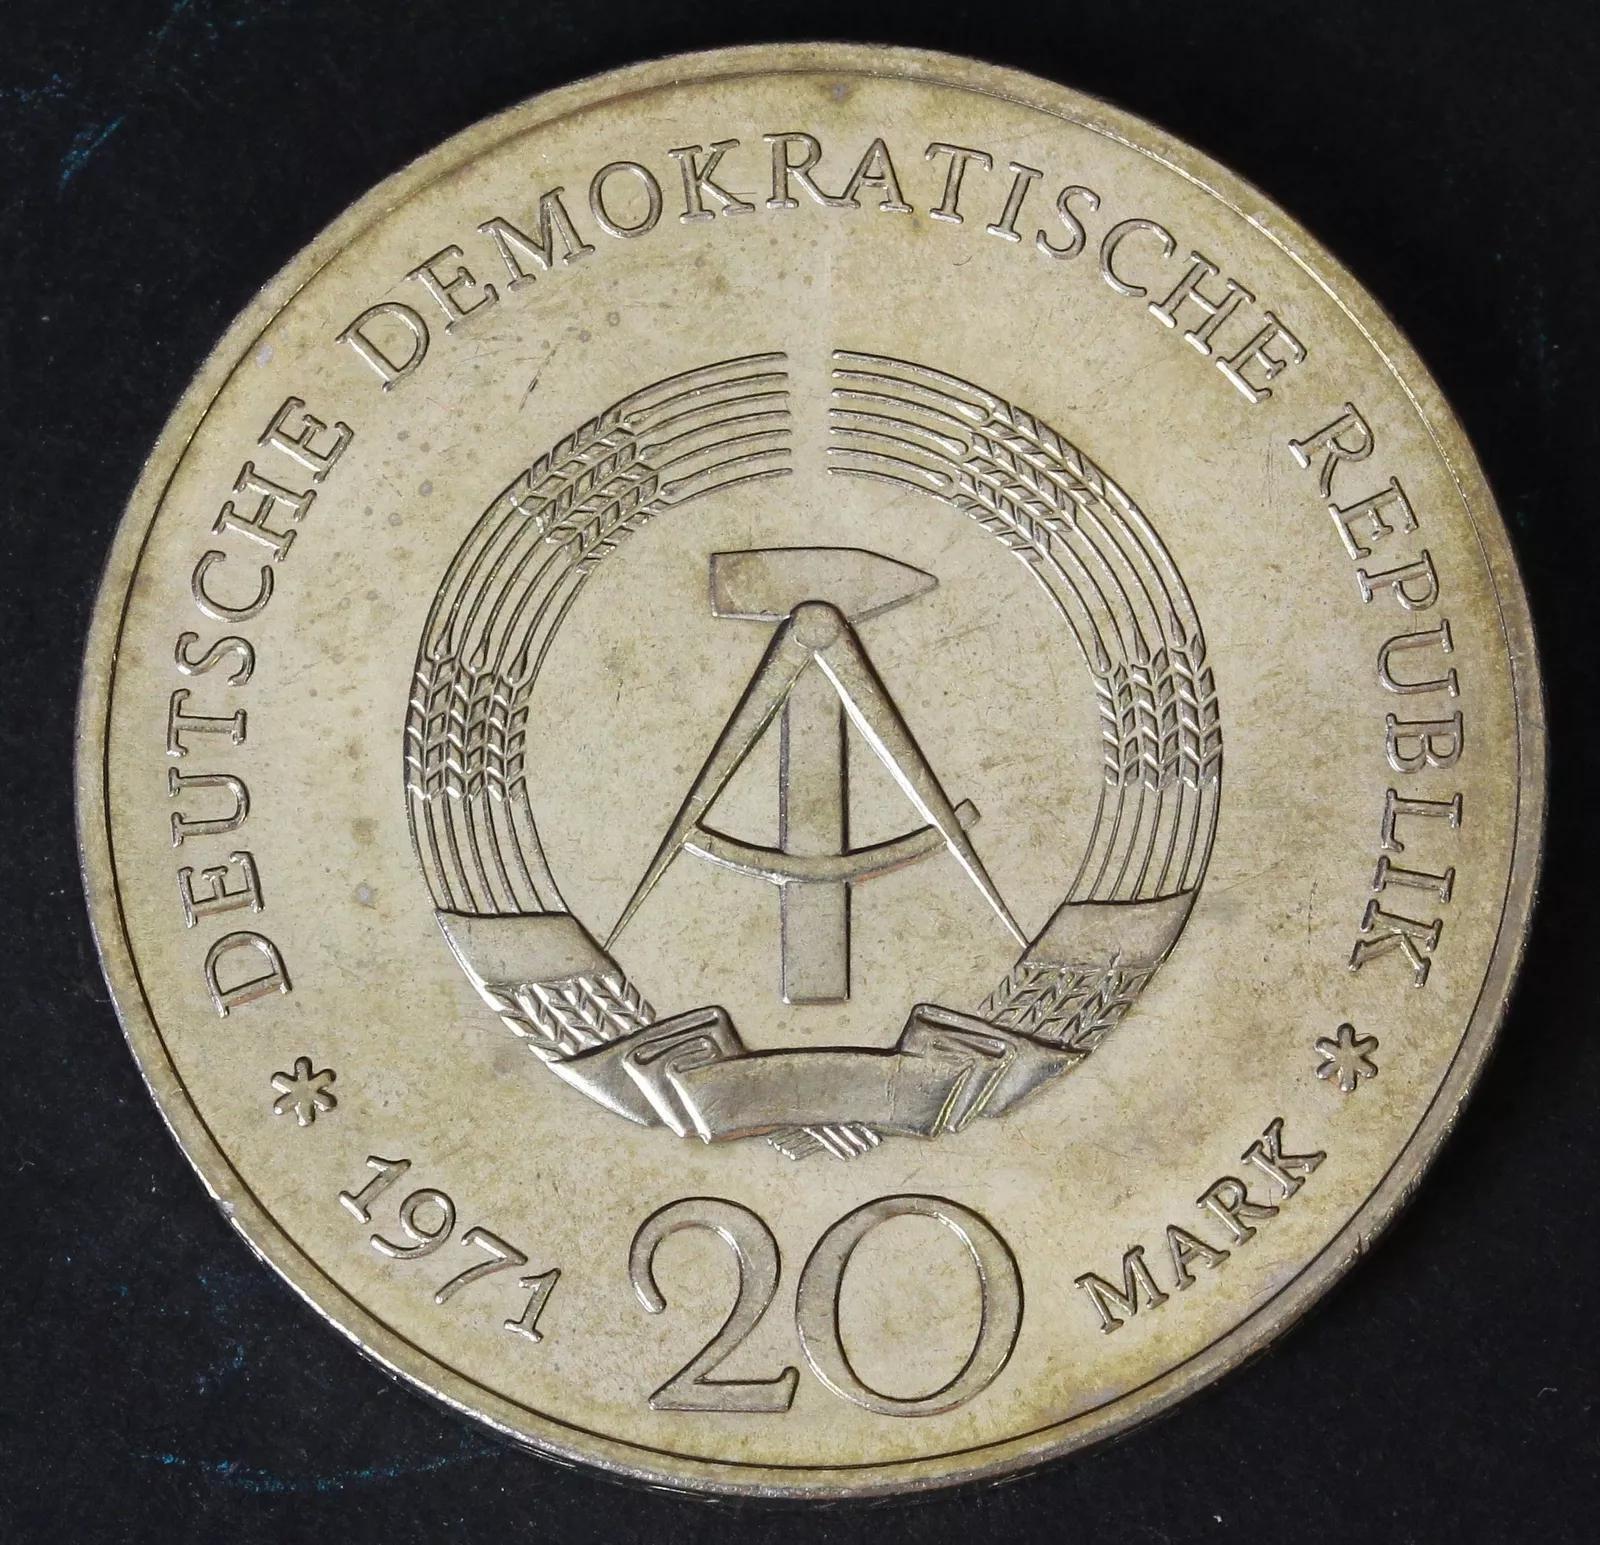 DEUTSCHE DEMOKRATISCHE REPUBLIK
* 1971 20 MARK *